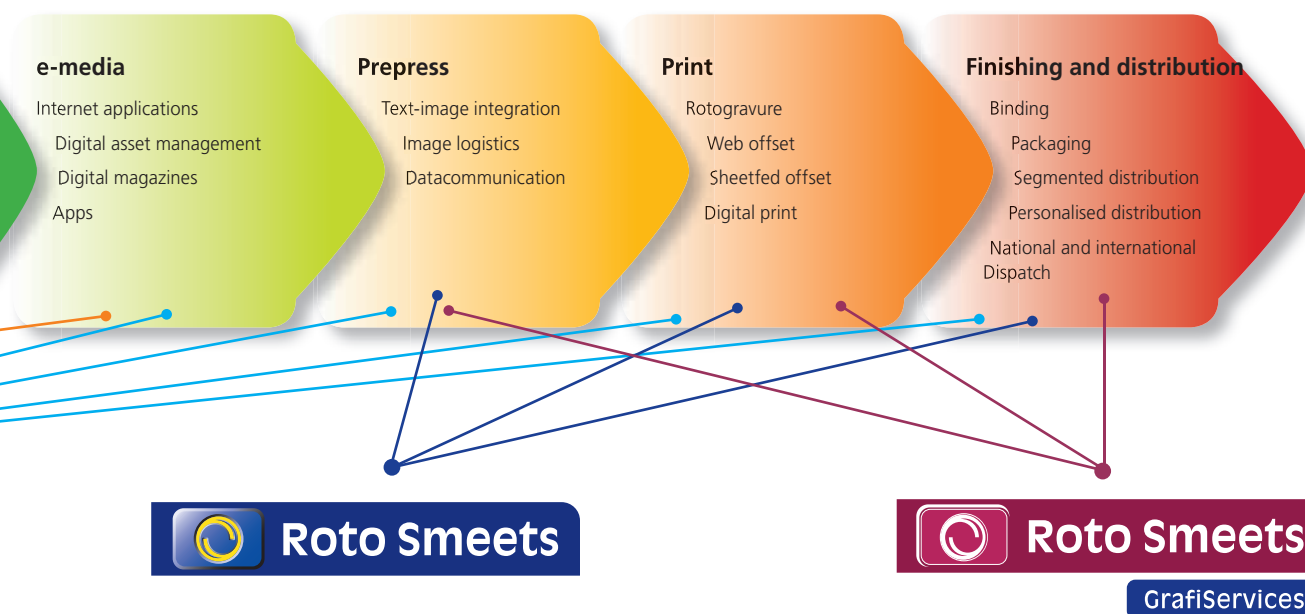 e-media
Internet applications
Digital asset management
Digital magazines
Apps
Prepress
Text-image integration
Image logistics
Datacommunication
Print
Rotogravure
Web offset
Sheetfed offset
Digital print
Finishing and distribution
Binding
Packaging
Segmented distribution
Personalised distribution
National and international
Dispatch
Roto Smeets
Roto Smeets
GrafiServices